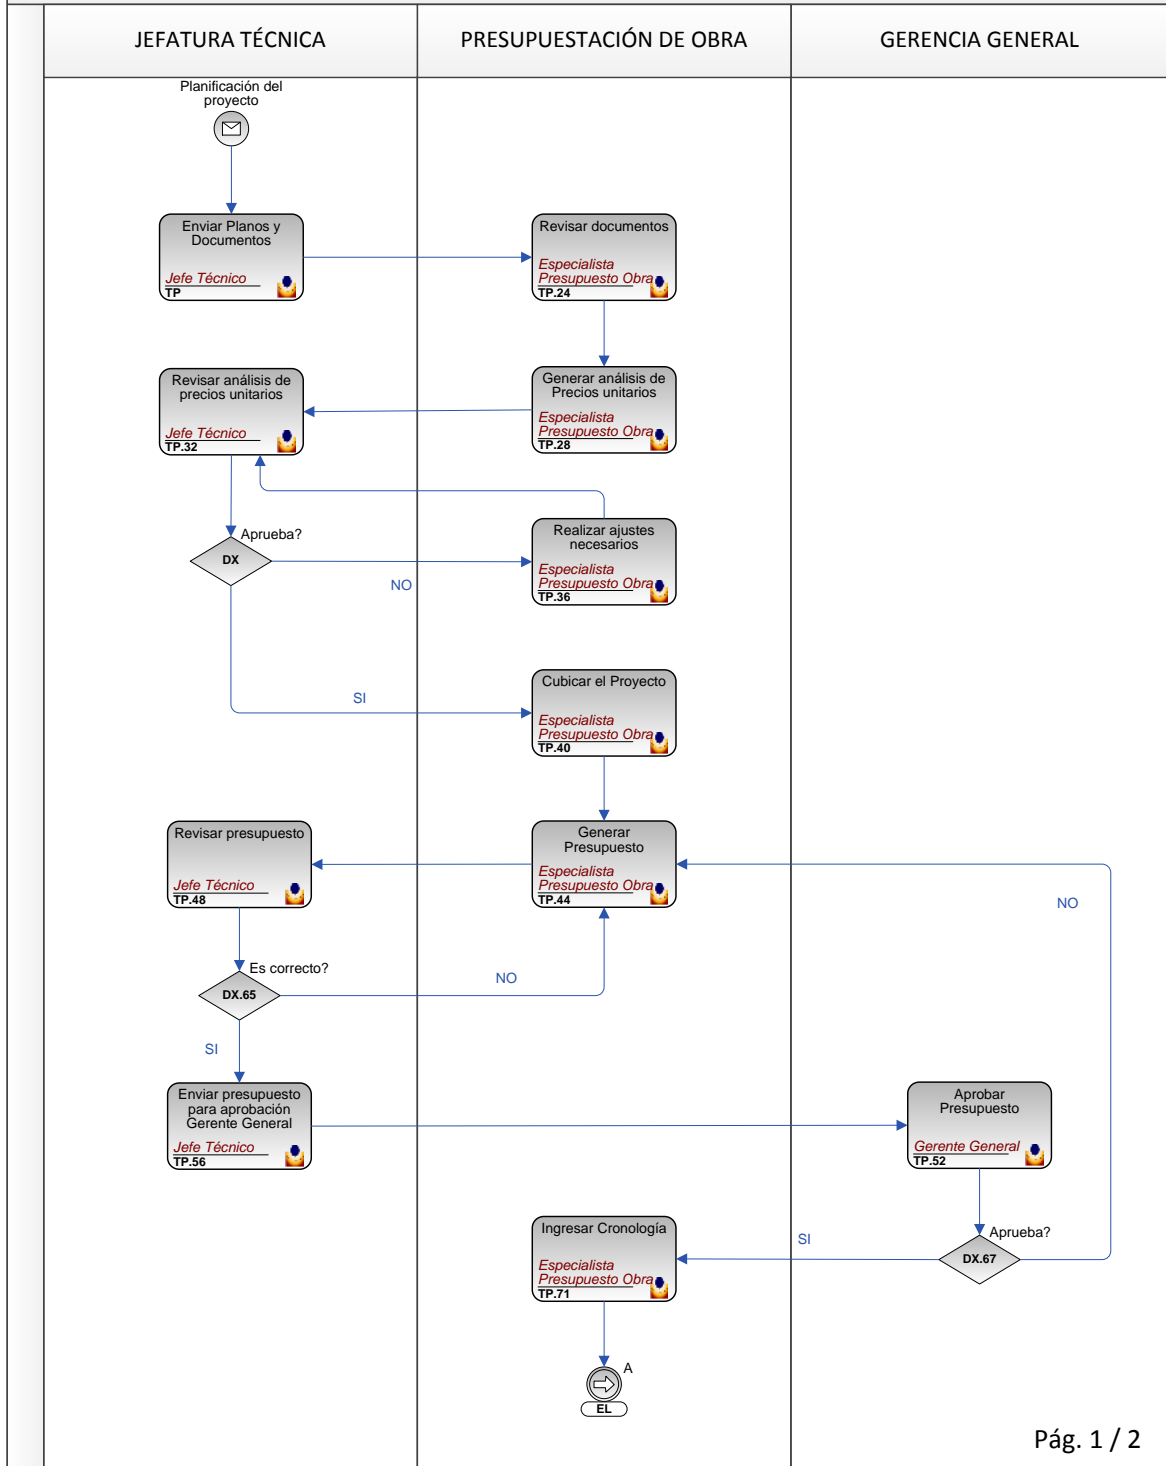 JEFATURA TÉCNICA
PRESUPUESTACIÓN DE OBRA
GERENCIA GENERAL
Planificación del
proyecto
Enviar Planos y
Documentos
Jefe Técnico
TP
Revisar documentos
Especialista
Presupuesto Obra
TP.24
Revisar análisis de
precios unitarios
Jefe Técnico
TP.32
Generar análisis de
Precios unitarios
Especialista
Presupuesto Obra
TP.28
Aprueba?
DX
NO
Realizar ajustes
necesarios
Especialista
Presupuesto Obra
TP.36
SI
Cubicar el Proyecto
Especialista
Presupuesto Obra
TP.40
Revisar presupuesto
Jefe Técnico
TP.48
Generar
Presupuesto
Especialista
Presupuesto Obra
TP.44
NO
Es correcto?
DX.65
NO
SI
Enviar presupuesto
para aprobación
Gerente General
Jefe Técnico
TP.56
Aprobar
Presupuesto
Gerente General
TP.52
Ingresar Cronología
Especialista
Presupuesto Obra
TP.71
SI
Aprueba?
DX.67
A
EL
Pág. 1 / 2